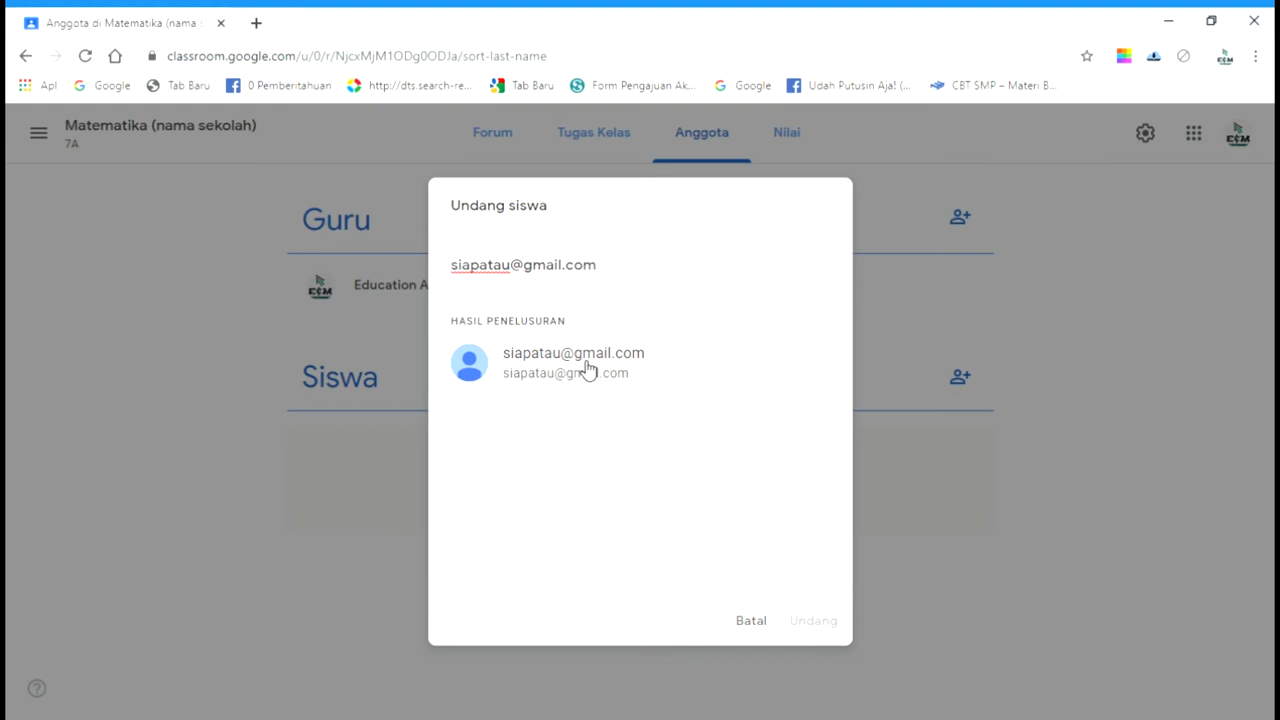 Anggota di Matematika (nama
classroom.google.com/u/0/r/NjcxMjM1ODg0ODJa/sort-last-name
Apl
Google
Tab Baru
0 Pemberitahuan
http://dts.search-re...
Tab Baru
Form Pengajuan Ak...
Google
Udah Putusin Aja! (...
CBT SMP – Materi B...
Matematika (nama sekolah)
7A
Forum
Tugas Kelas
Anggota
Nilai
Guru
Education A
Siswa
Undang siswa
siapatau@gmail.com
HASIL PENELUSURAN
siapatau@gmail.com
siapatau@gm    .com
Batal
Undang